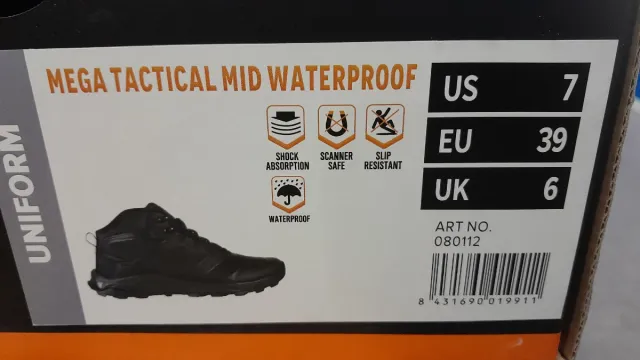 UNIFORM
MEGA TACTICAL MID WATERPROOF
SHOCK ABSORPTION
SCANNER SAFE
SLIP RESISTANT
WATERPROOF
US 7
EU 39
UK 6
ART NO.
080112
8 431690 019911